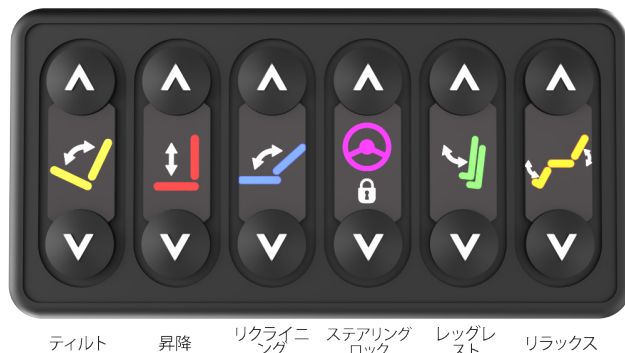 ティルト
昇降
リクライニ
ング
ステアリング
ロック
レッグレ
スト
リラックス